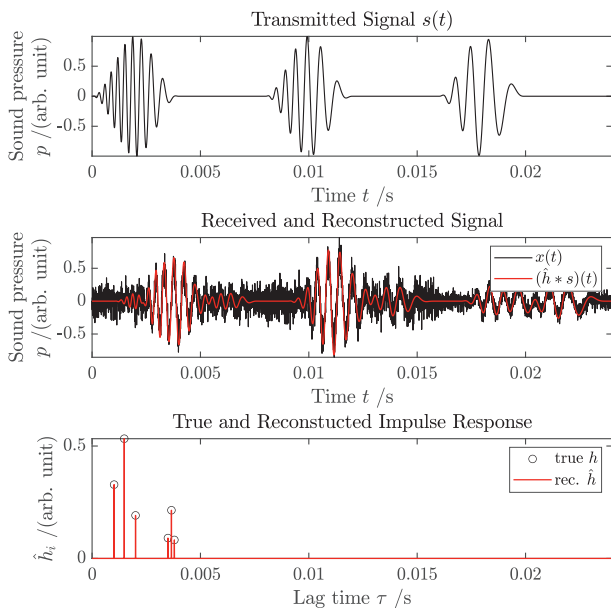 Transmitted Signal s(t)
Sound pressure
p /(arb. unit)
0.5
0
-0.5
0 0.005 0.01 0.015 0.02
Time t /s
Received and Reconstructed Signal
Sound pressure
p /(arb. unit)
0.5
0
-0.5
x(t)
(ĥ ∗ s)(t)
0 0.005 0.01 0.015 0.02
Time t /s
True and Reconstucted Impulse Response
ĥᵢ /(arb. unit)
0.5
0
true h
rec. ĥ
0 0.005 0.01 0.015 0.02
Lag time τ /s